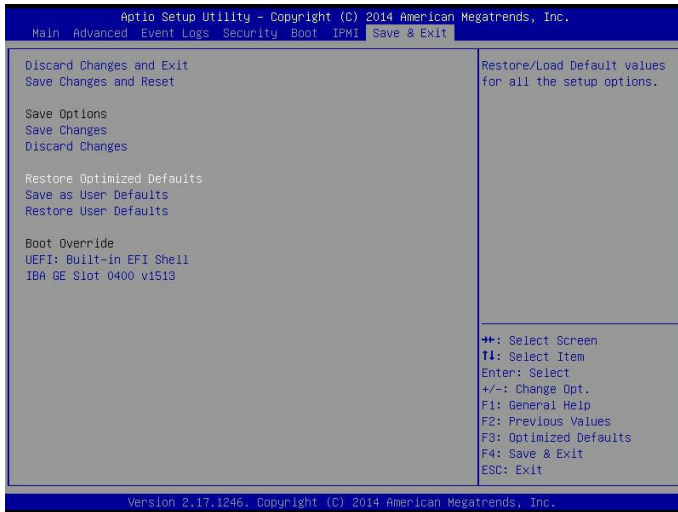 Aptio Setup Utility – Copyright (C) 2014 American Megatrends, Inc.
Main Advanced Event Logs Security Boot IPMI Save & Exit
Discard Changes and Exit
Save Changes and Reset
Save Options
Save Changes
Discard Changes
Restore Optimized Defaults
Save as User Defaults
Restore User Defaults
Boot Override
UEFI: Built-in EFI Shell
IBA GE Slot 0400 v1513
Restore/Load Default values
for all the setup options.
→←: Select Screen
↑↓: Select Item
Enter: Select
+/-: Change Opt.
F1: General Help
F2: Previous Values
F3: Optimized Defaults
F4: Save & Exit
ESC: Exit
Version 2.17.1246. Copyright (C) 2014 American Megatrends, Inc.